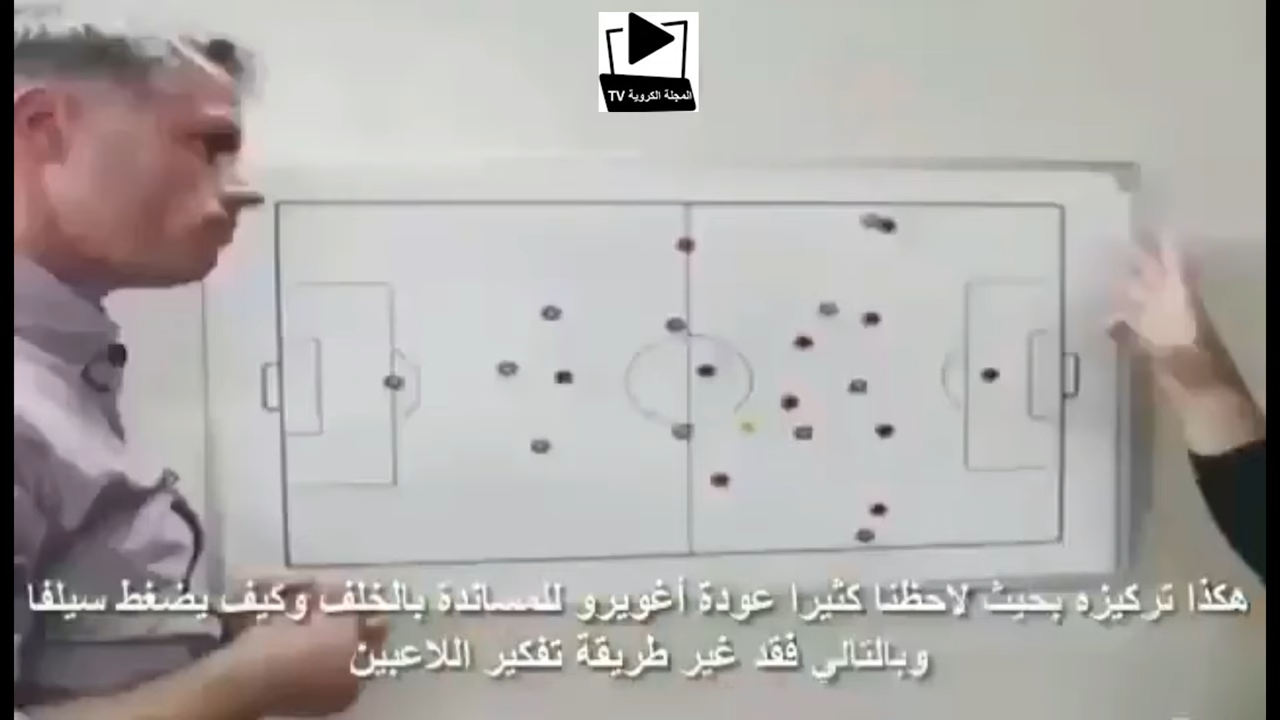 المجلة الكروية TV
هكذا تركيزه بحيث لاحظنا كثيرا عودة أغويرو للمساندة بالخلف وكيف يضغط سيلفا
وبالتالي فقد غير طريقة تفكير اللاعبين